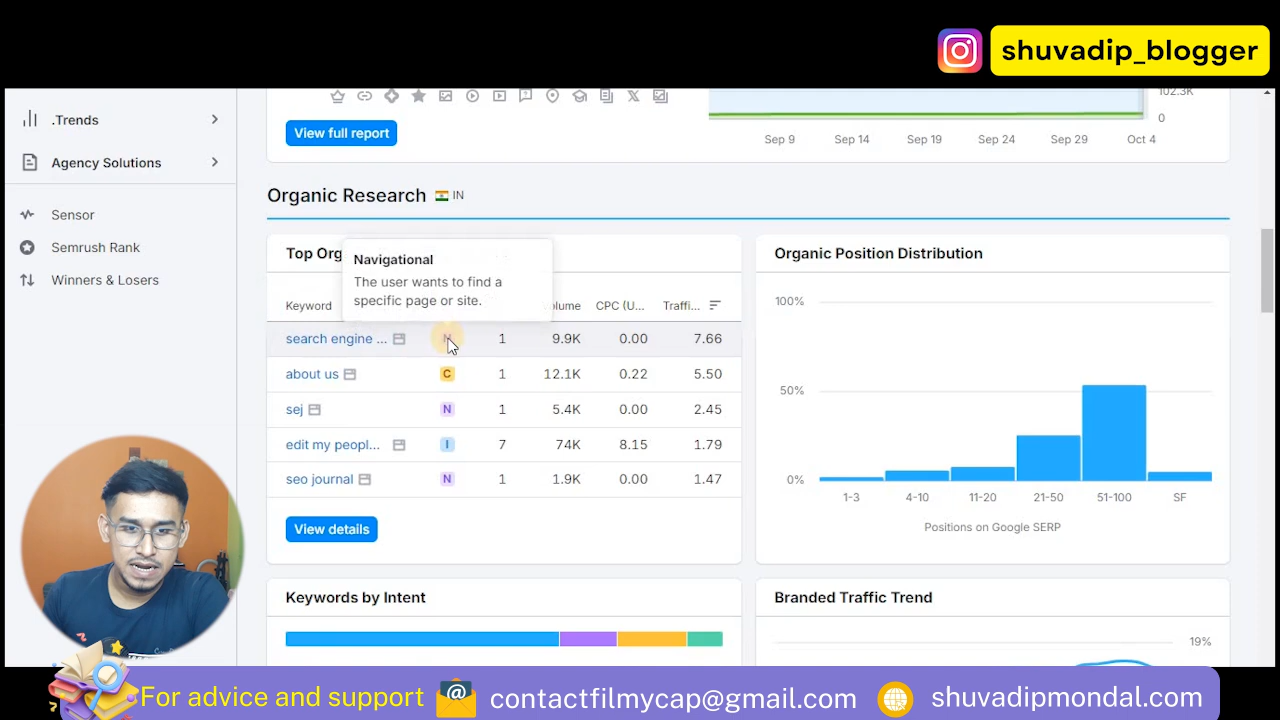 shuvadip_blogger
.Trends
Agency Solutions
Sensor
Semrush Rank
Winners & Losers
102.3K
0
Sep 9 Sep 14 Sep 19 Sep 24 Sep 29 Oct 4
View full report
Organic Research IN
Top Org
Navigational
The user wants to find a
specific page or site.
Keyword CPC (U... Traffi...
search engine ... 1 9.9K 0.00 7.66
about us C 1 12.1K 0.22 5.50
sej N 1 5.4K 0.00 2.45
edit my peopl... I 7 74K 8.15 1.79
seo journal N 1 1.9K 0.00 1.47
View details
Organic Position Distribution
100%
50%
0%
1-3 4-10 11-20 21-50 51-100 SF
Positions on Google SERP
Keywords by Intent
Branded Traffic Trend
19%
For advice and support contactfilmycap@gmail.com shuvadipmondal.com